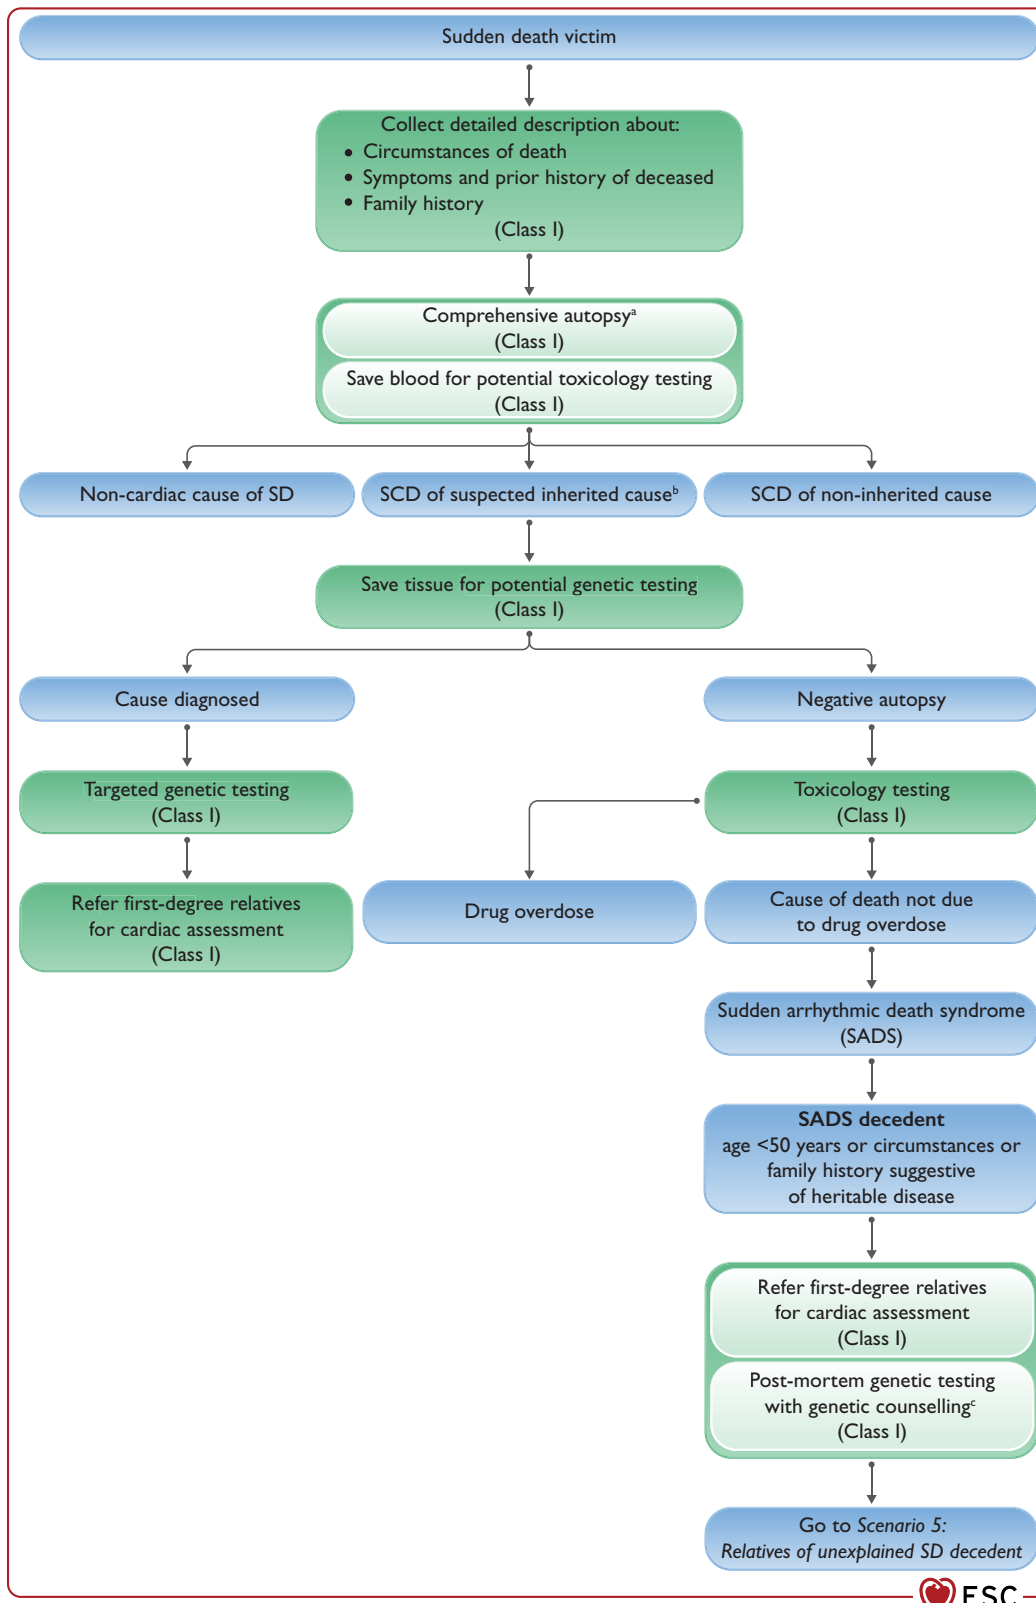 Sudden death victim
Collect detailed description about:
• Circumstances of death
• Symptoms and prior history of deceased
• Family history
(Class I)
Comprehensive autopsyᵃ
(Class I)
Save blood for potential toxicology testing
(Class I)
Non-cardiac cause of SD
SCD of suspected inherited causeᵇ
SCD of non-inherited cause
Save tissue for potential genetic testing
(Class I)
Cause diagnosed
Negative autopsy
Targeted genetic testing
(Class I)
Toxicology testing
(Class I)
Refer first-degree relatives
for cardiac assessment
(Class I)
Drug overdose
Cause of death not due
to drug overdose
Sudden arrhythmic death syndrome
(SADS)
SADS decedent
age <50 years or circumstances or
family history suggestive
of heritable disease
Refer first-degree relatives
for cardiac assessment
(Class I)
Post-mortem genetic testing
with genetic counsellingᶜ
(Class I)
Go to Scenario 5:
Relatives of unexplained SD decedent
ESC